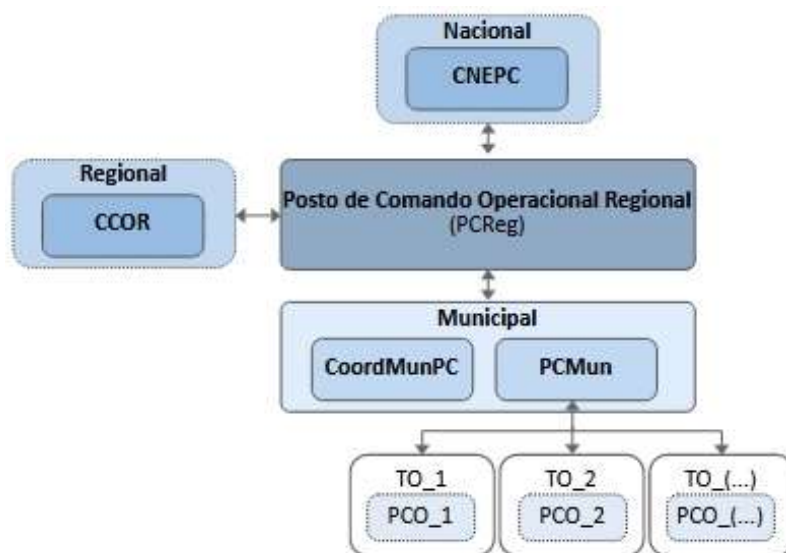 Nacional
CNEPC
Regional
CCOR
Posto de Comando Operacional Regional
(PCReg)
Municipal
CoordMunPC
PCMun
TO_1
PCO_1
TO_2
PCO_2
TO_(...)
PCO_(...)